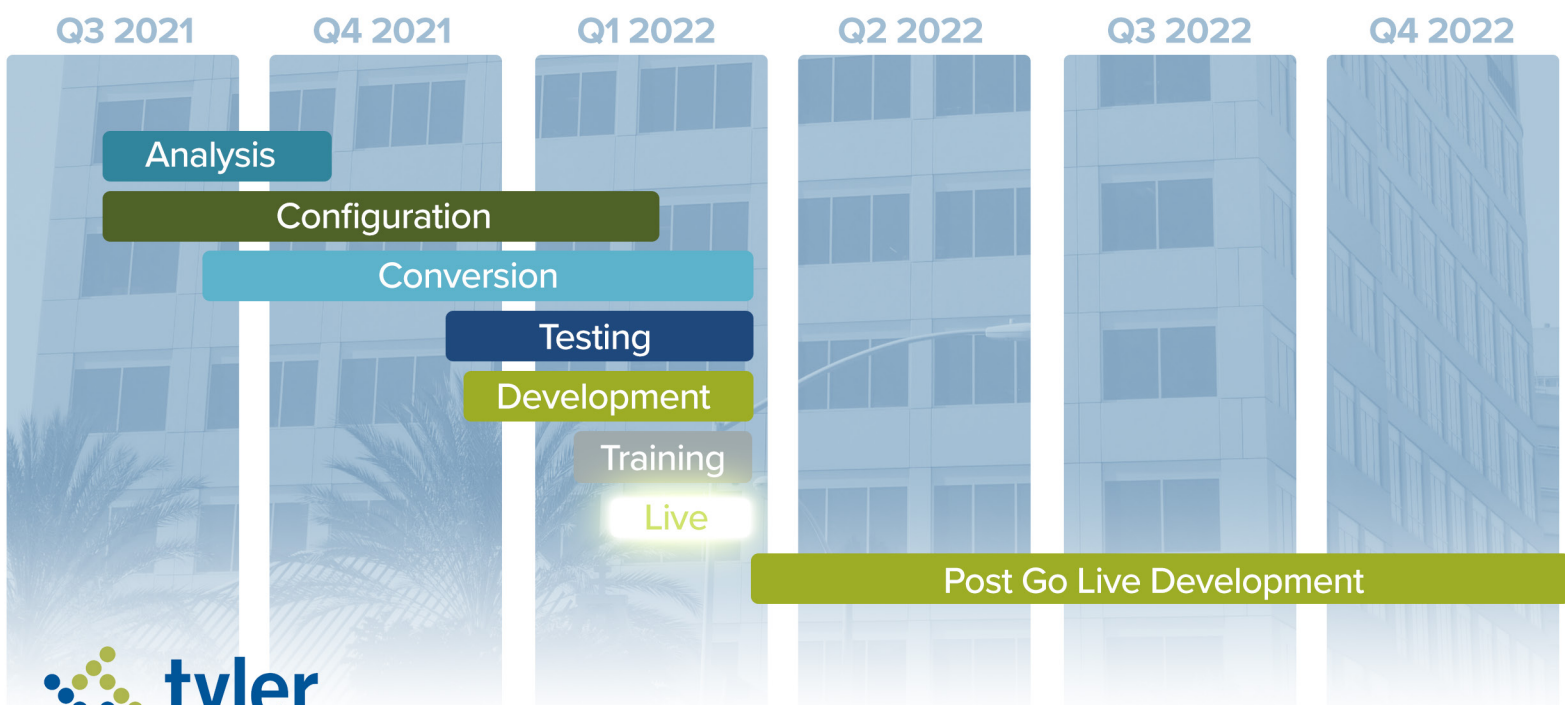 Q3 2021 Q4 2021 Q1 2022 Q2 2022 Q3 2022 Q4 2022
Analysis
Configuration
Conversion
Testing
Development
Training
Live
Post Go Live Development
tyler